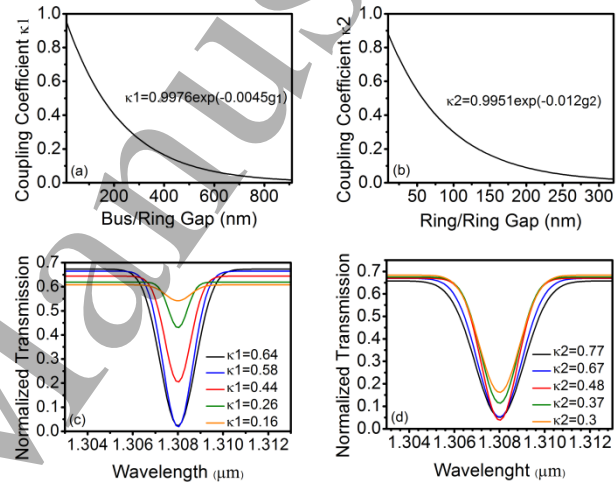 Coupling Coefficient κ1
1.0
0.8
0.6
0.4
0.2
0.0
κ1=0.9976exp(-0.0045g1)
(a)
200 400 600 800
Bus/Ring Gap (nm)
Coupling Coefficient κ2
1.0
0.8
0.6
0.4
0.2
0.0
κ2=0.9951exp(-0.012g2)
(b)
50 100 150 200 250 300
Ring/Ring Gap (nm)
Normalized Transmission
0.7
0.6
0.5
0.4
0.3
0.2
0.1
0.0
κ1=0.64
κ1=0.58
κ1=0.44
κ1=0.26
κ1=0.16
(c)
1.304 1.306 1.308 1.310 1.312
Wavelength (μm)
Normalized Transmission
0.7
0.6
0.5
0.4
0.3
0.2
0.1
0.0
κ2=0.77
κ2=0.67
κ2=0.48
κ2=0.37
κ2=0.3
(d)
1.304 1.306 1.308 1.310 1.312
Wavelenght (μm)
Manus